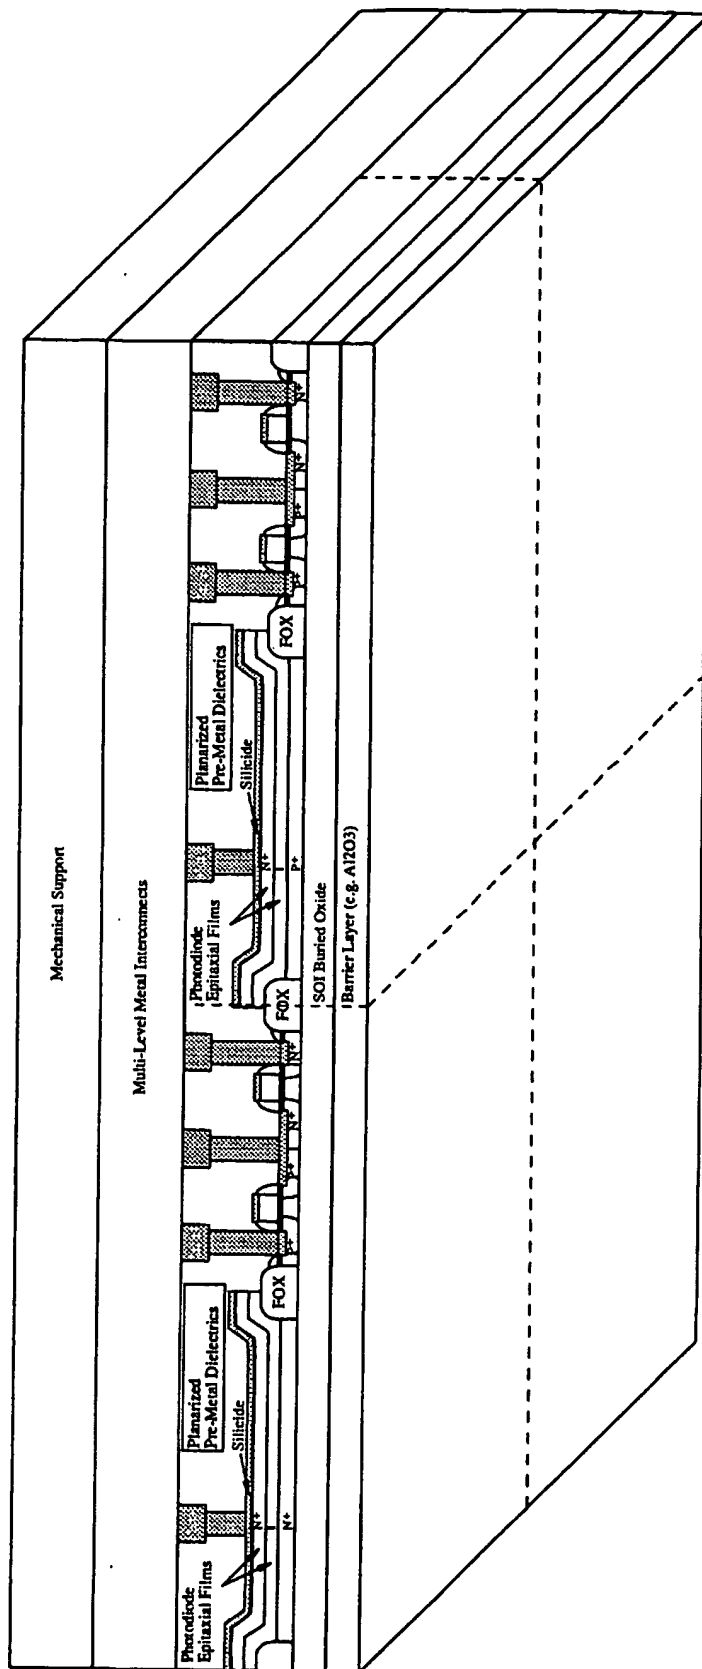 Mechanical Support
Multi-Level Metal Interconnects
Photodiode
Epitaxial Films
Planarized
Pre-Metal Dielectrics
Silicide
N+
N+
FOX
P+
P+
N+
N+
FOX
Photodiode
Epitaxial Films
Planarized
Pre-Metal Dielectrics
Silicide
N+
P+
FOX
P+
P+
N+
N+
SOI Buried Oxide
Barrier Layer (e.g. Al2O3)